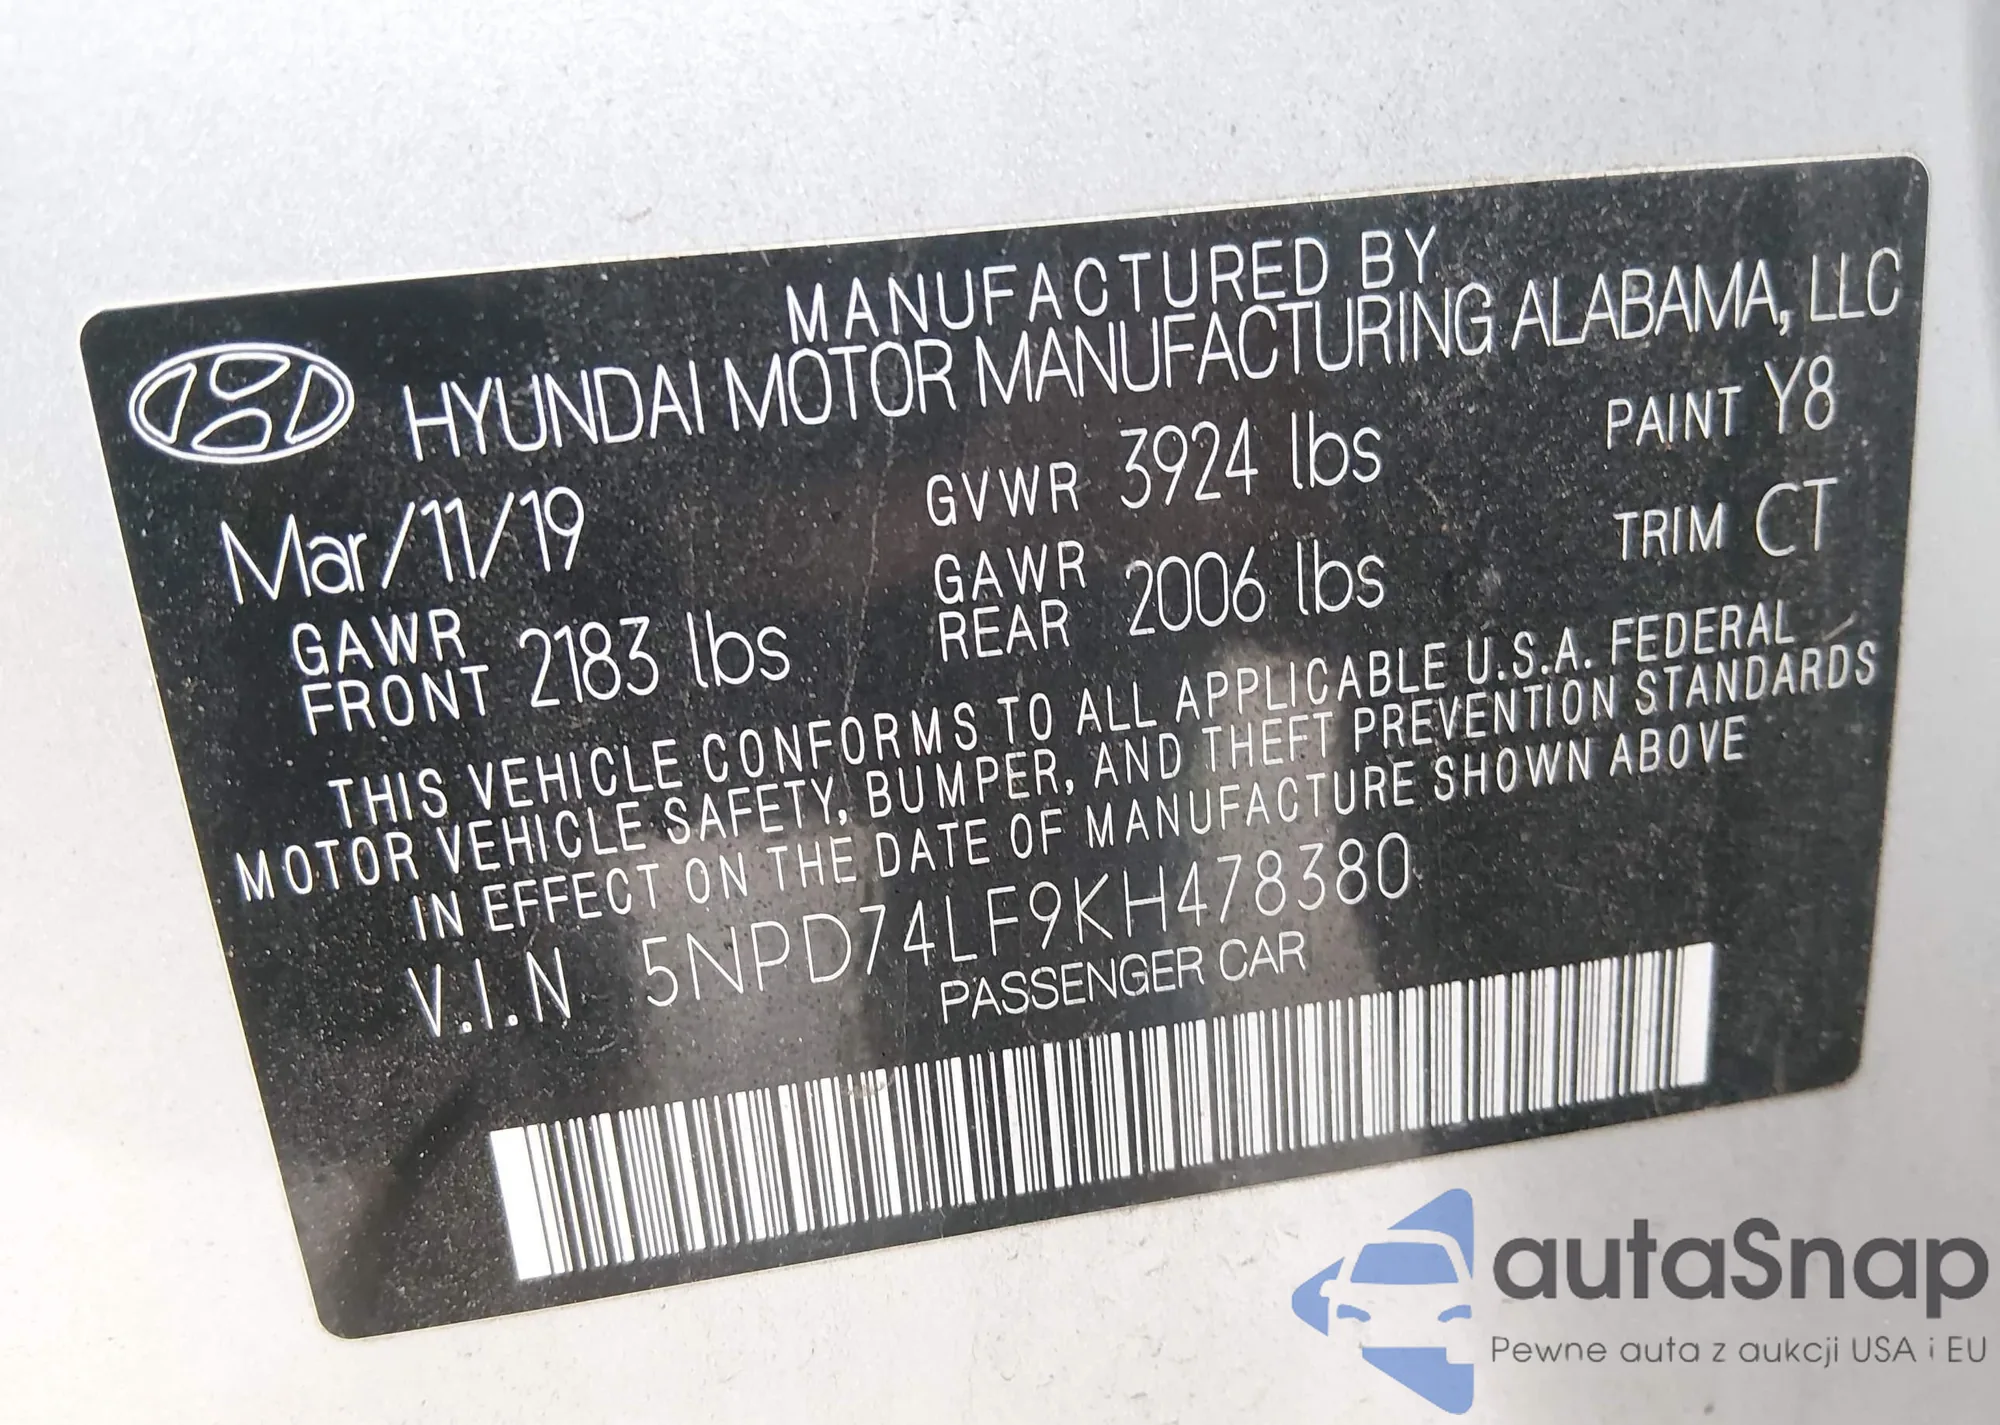 MANUFACTURED BY
HYUNDAI MOTOR MANUFACTURING ALABAMA, LLC
Mar/11/19 GVWR 3924 lbs PAINT Y8
GAWR FRONT 2183 lbs GAWR REAR 2006 lbs TRIM CT
THIS VEHICLE CONFORMS TO ALL APPLICABLE U.S.A. FEDERAL
MOTOR VEHICLE SAFETY, BUMPER, AND THEFT PREVENTION STANDARDS
IN EFFECT ON THE DATE OF MANUFACTURE SHOWN ABOVE
V.I.N 5NPD74LF9KH478380
PASSENGER CAR
autaSnap
Pewne auta z aukcji USA i EU